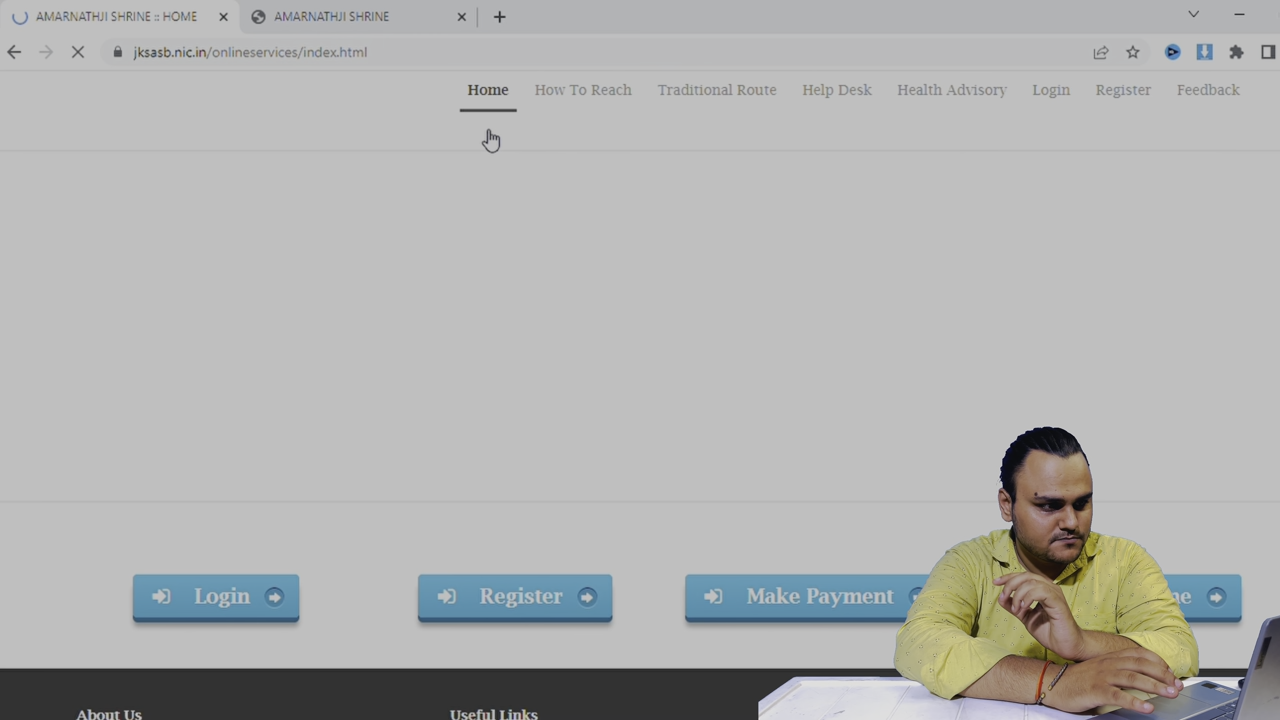 AMARNATHJI SHRINE :: HOME
AMARNATHJI SHRINE
jksasb.nic.in/onlineservices/index.html
Home How To Reach Traditional Route Help Desk Health Advisory Login Register Feedback
Login Register Make Payment
About Us Useful Links